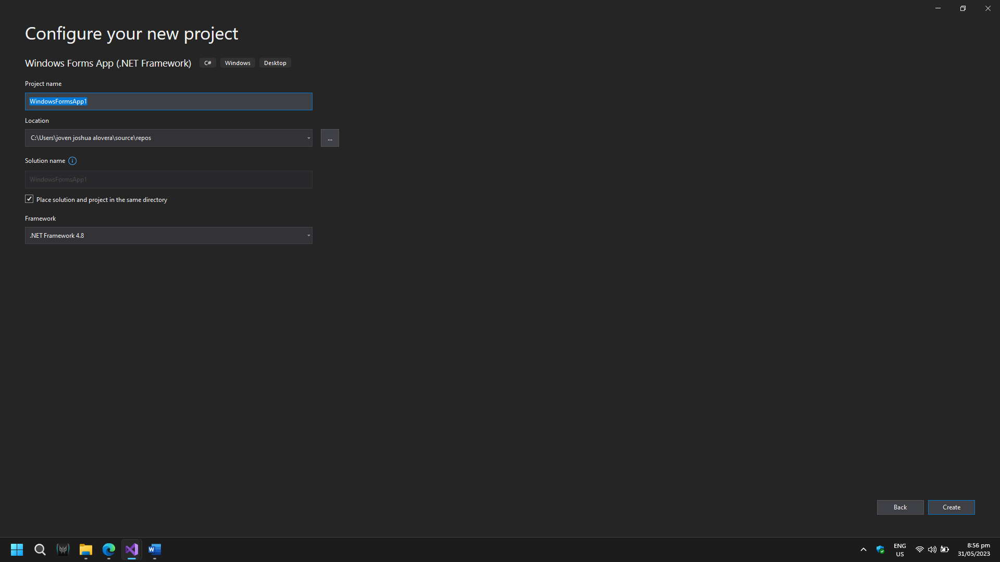 Configure your new project
Windows Forms App (.NET Framework) C# Windows Desktop
Project name
WindowsFormsApp1
Location
C:\Users\joven joshua alovera\source\repos
...
Solution name
WindowsFormsApp1
Place solution and project in the same directory
Framework
.NET Framework 4.8
Back Create
ENG
US
8:56 pm
31/05/2023